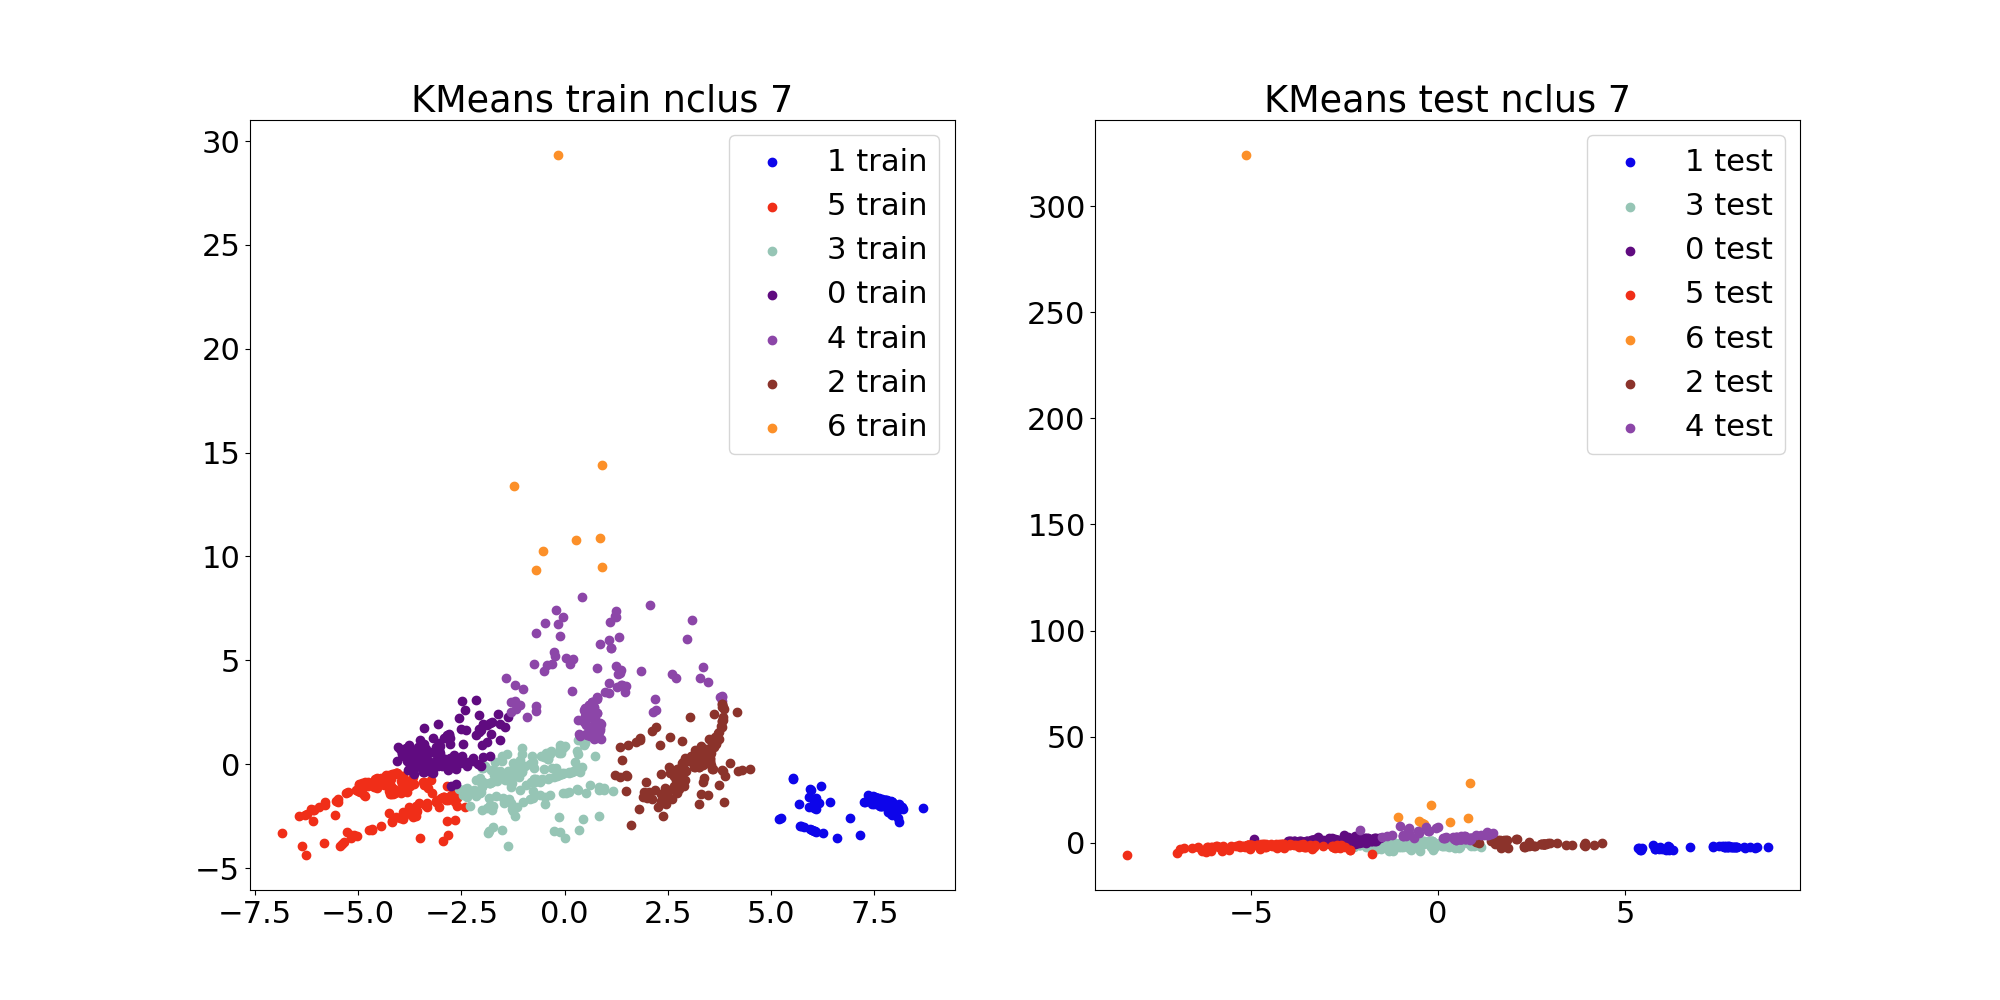 KMeans train nclus 7
30
25
20
15
10
5
0
−5
−7.5 −5.0 −2.5 0.0 2.5 5.0 7.5
1 train
5 train
3 train
0 train
4 train
2 train
6 train
KMeans test nclus 7
300
250
200
150
100
50
0
−5 0 5
1 test
3 test
0 test
5 test
6 test
2 test
4 test